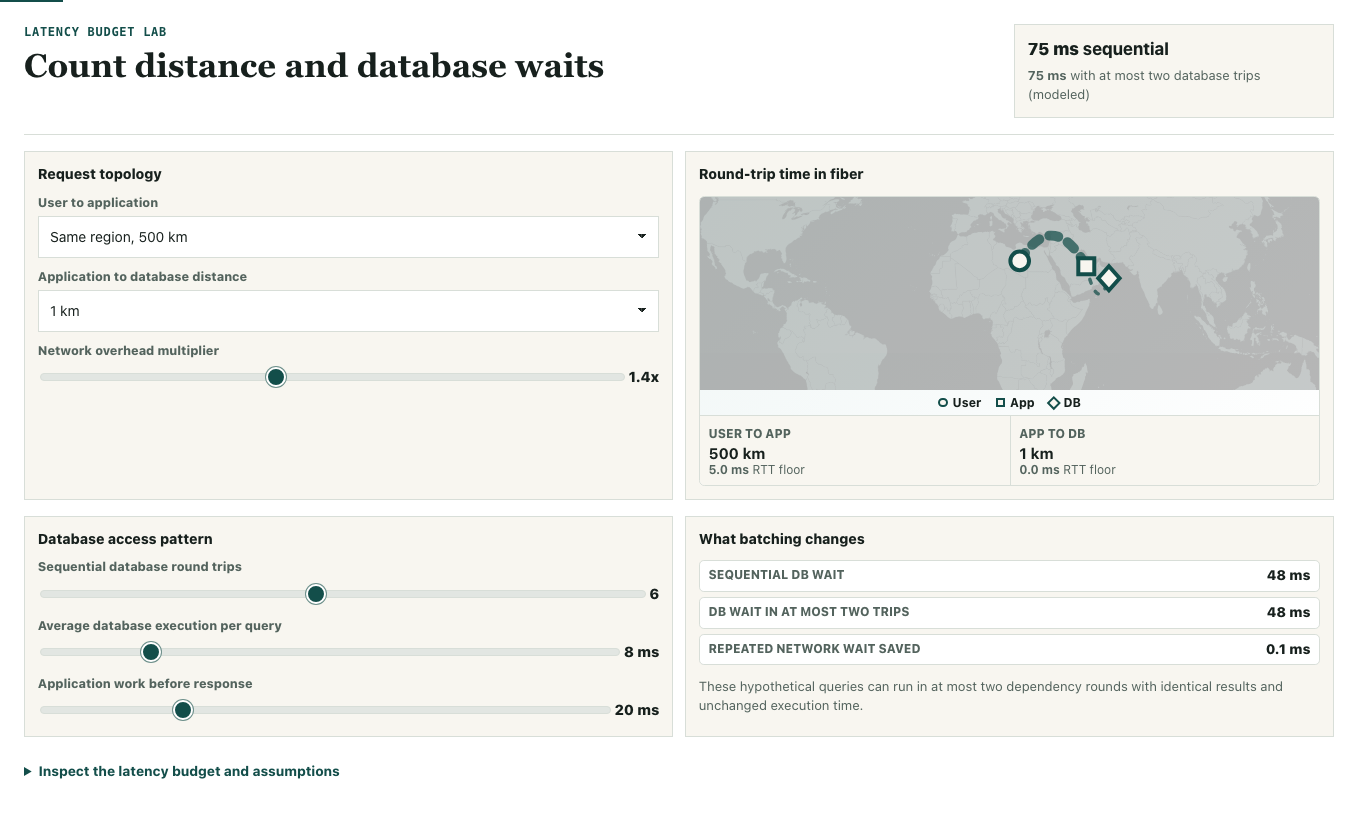 LATENCY BUDGET LAB
Count distance and database waits
75 ms sequential
75 ms with at most two database trips
(modeled)
Request topology
User to application
Same region, 500 km
Application to database distance
1 km
Network overhead multiplier
1.4x
Round-trip time in fiber
User App DB
USER TO APP
500 km
5.0 ms RTT floor
APP TO DB
1 km
0.0 ms RTT floor
Database access pattern
Sequential database round trips
6
Average database execution per query
8 ms
Application work before response
20 ms
What batching changes
SEQUENTIAL DB WAIT 48 ms
DB WAIT IN AT MOST TWO TRIPS 48 ms
REPEATED NETWORK WAIT SAVED 0.1 ms
These hypothetical queries can run in at most two dependency rounds with identical results and
unchanged execution time.
Inspect the latency budget and assumptions